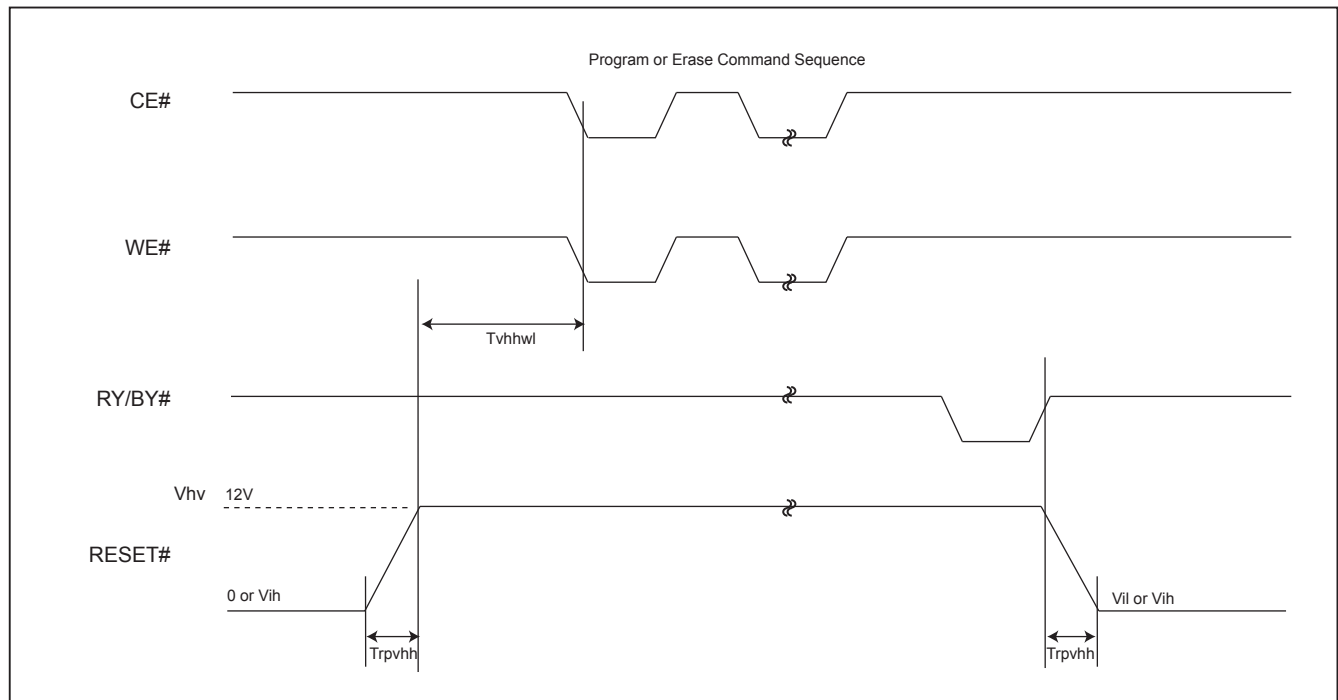 Program or Erase Command Sequence
CE#
WE#
Tvhhwl
RY/BY#
Vhv 12V
RESET#
0 or Vih
Vil or Vih
Trpvhh
Trpvhh